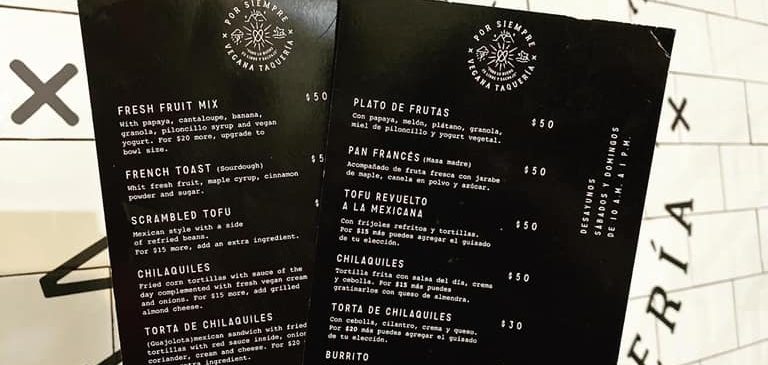 POR SIEMPRE
VEGANA TAQUERÍA
FRESH FRUIT MIX
$50
With papaya, cantaloupe, banana,
granola, piloncillo syrup and vegan
yogurt. For $20 more, upgrade to
bowl size.
FRENCH TOAST (Sourdough)
$5
Whit fresh fruit, maple cyrup, cinnamon
powder and sugar.
SCRAMBLED TOFU
$
Mexican style with a side
of refried beans.
For $15 more, add an extra ingredient.
CHILAQUILES
Fried corn tortillas with sauce of the
day complemented with fresh vegan cream
and onions. For $15 more, add grilled
almond cheese.
TORTA DE CHILAQUILES
(Guajolota)mexican sandwich with fried
tortillas with red sauce inside, onion
coriander, cream and cheese. For $20
extra ingredient.
POR SIEMPRE
VEGANA TAQUERÍA
PLATO DE FRUTAS
$50
Con papaya, melón, plátano, granola,
miel de piloncillo y yogurt vegetal.
PAN FRANCÉS (Masa madre)
$50
Acompañado de fruta fresca con jarabe
de maple, canela en polvo y azúcar.
TOFU REVUELTO
A LA MEXICANA
$50
Con frijoles refritos y tortillas.
Por $15 más puedes agregar el guisado
de tu elección.
CHILAQUILES
$50
Tortilla frita con salsa del día, crema
y cebolla. Por $15 más puedes
gratinarlos con queso de almendra.
TORTA DE CHILAQUILES
$30
Con cebolla, cilantro, crema y queso.
Por $20 más puedes agregar el guisado
de tu elección.
BURRITO
DESAYUNOS
SÁBADOS Y DOMINGOS
DE 10 A.M. A 1 P.M.
ERÍA